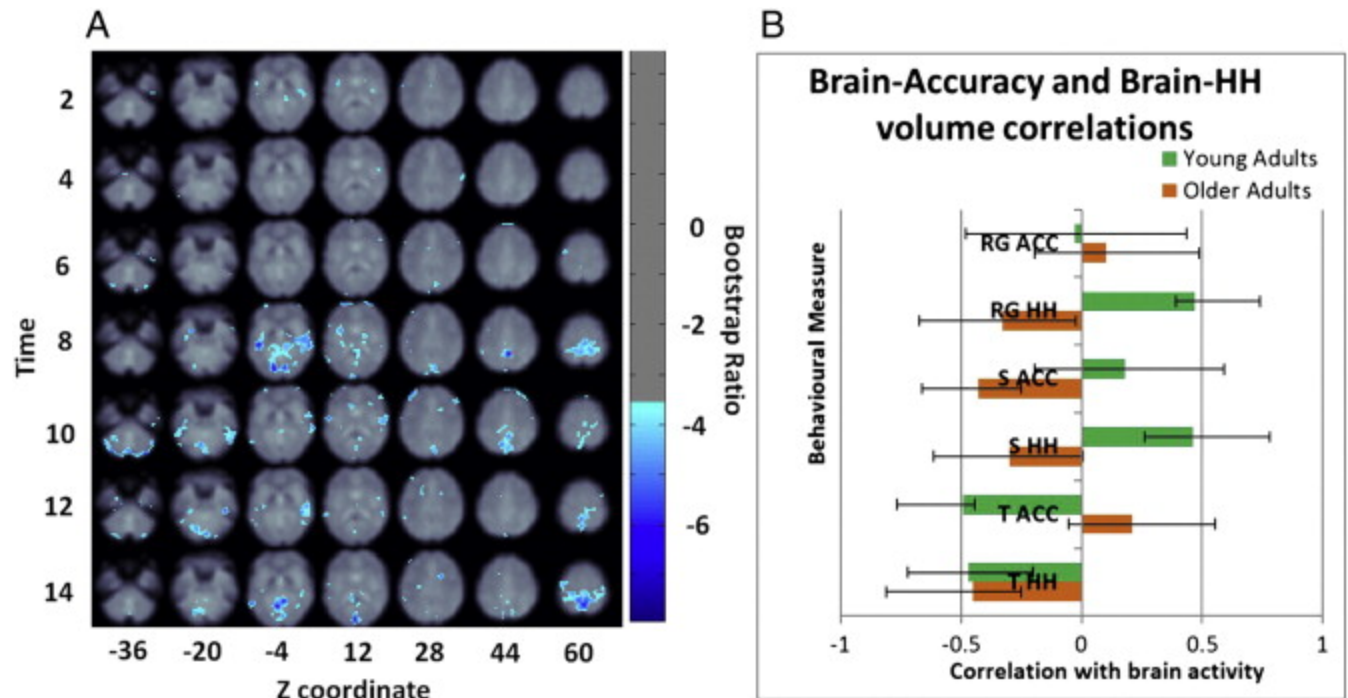 A
2
4
6
8
10
12
14
Time
-36 -20 -4 12 28 44 60
Z coordinate
0
-2
-4
-6
Bootstrap Ratio
B
Brain-Accuracy and Brain-HH
volume correlations
Young Adults
Older Adults
Behavioural Measure
RG ACC
RG HH
S ACC
S HH
T ACC
T HH
-1 -0.5 0 0.5 1
Correlation with brain activity